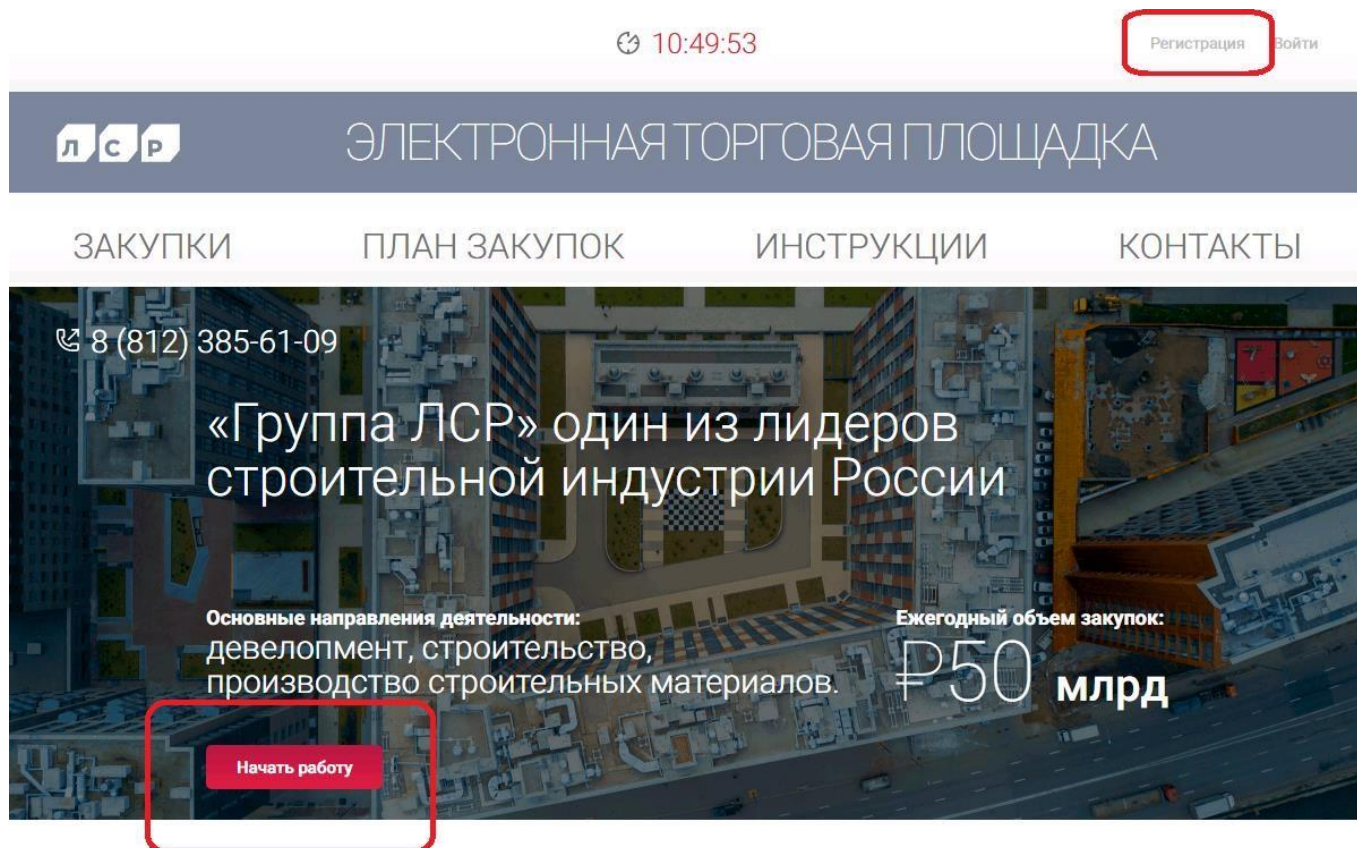 10:49:53
Регистрация Войти
ЛСР
ЭЛЕКТРОННАЯ ТОРГОВАЯ ПЛОЩАДКА
ЗАКУПКИ ПЛАН ЗАКУПОК ИНСТРУКЦИИ КОНТАКТЫ
8 (812) 385-61-09
«Группа ЛСР» один из лидеров
строительной индустрии России
Основные направления деятельности:
девелопмент, строительство,
производство строительных материалов.
Ежегодный объем закупок:
₽50 млрд
Начать работу